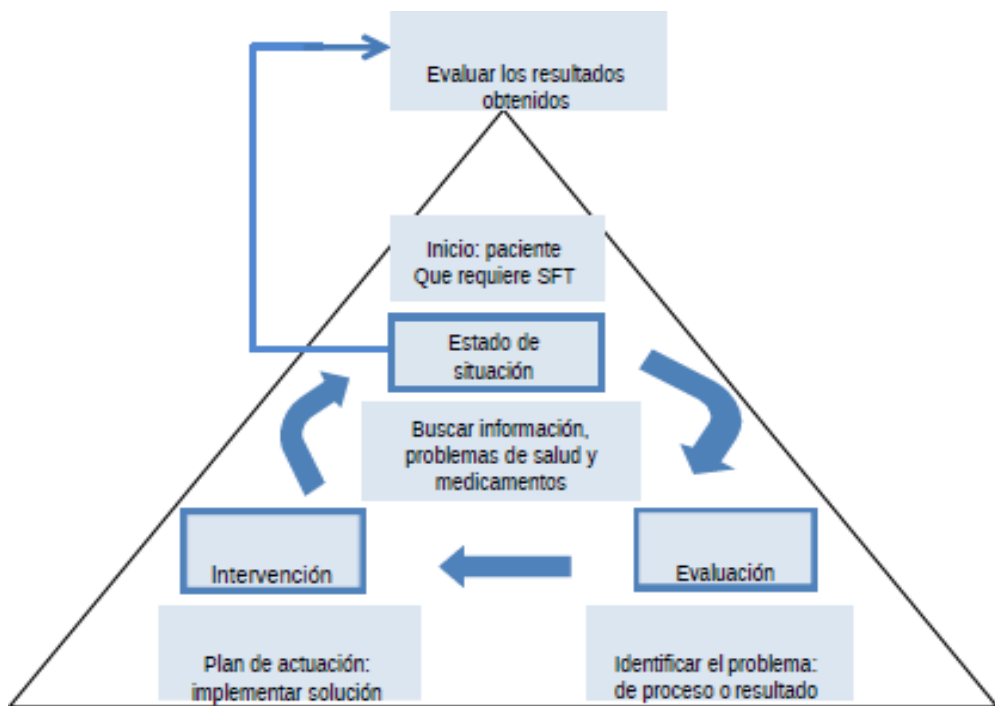 Evaluar los resultados
obtenidos
Inicio: paciente
Que requiere SFT
Estado de
situación
Buscar información,
problemas de salud y
medicamentos
Intervención
Evaluación
Plan de actuación:
implementar solución
Identificar el problema:
de proceso o resultado